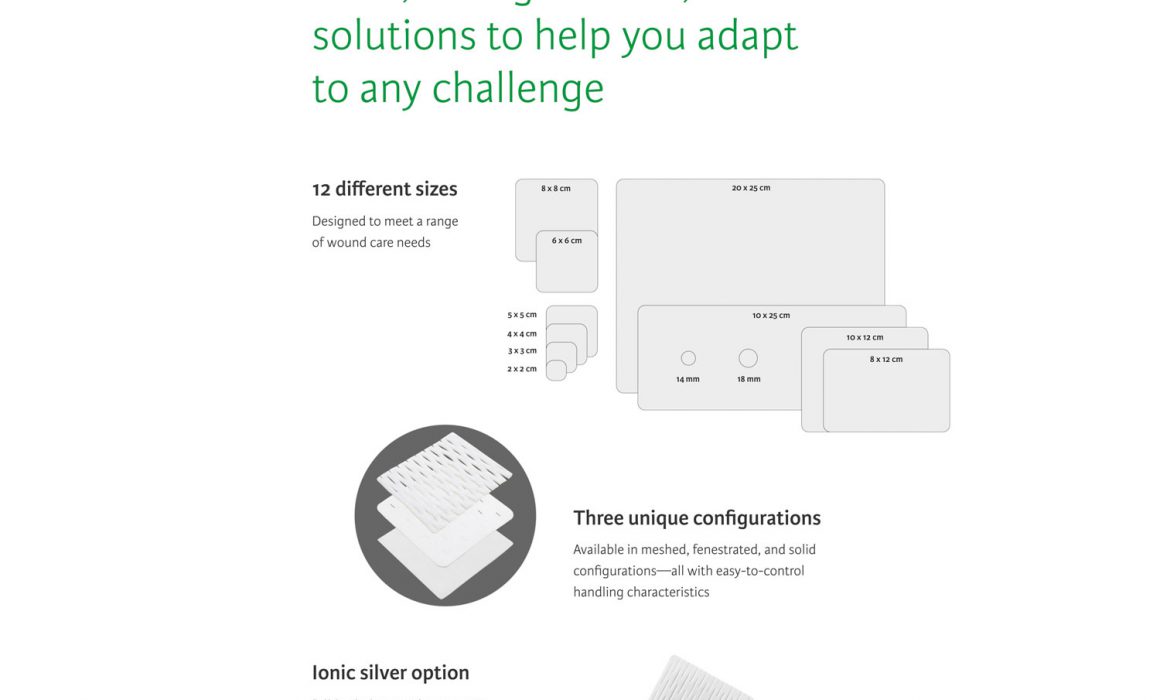 solutions to help you adapt
to any challenge
12 different sizes
Designed to meet a range
of wound care needs
8 x 8 cm
6 x 6 cm
5 x 5 cm
4 x 4 cm
3 x 3 cm
2 x 2 cm
20 x 25 cm
10 x 25 cm
14 mm
18 mm
10 x 12 cm
8 x 12 cm
Three unique configurations
Available in meshed, fenestrated, and solid
configurations—all with easy-to-control
handling characteristics
Ionic silver option